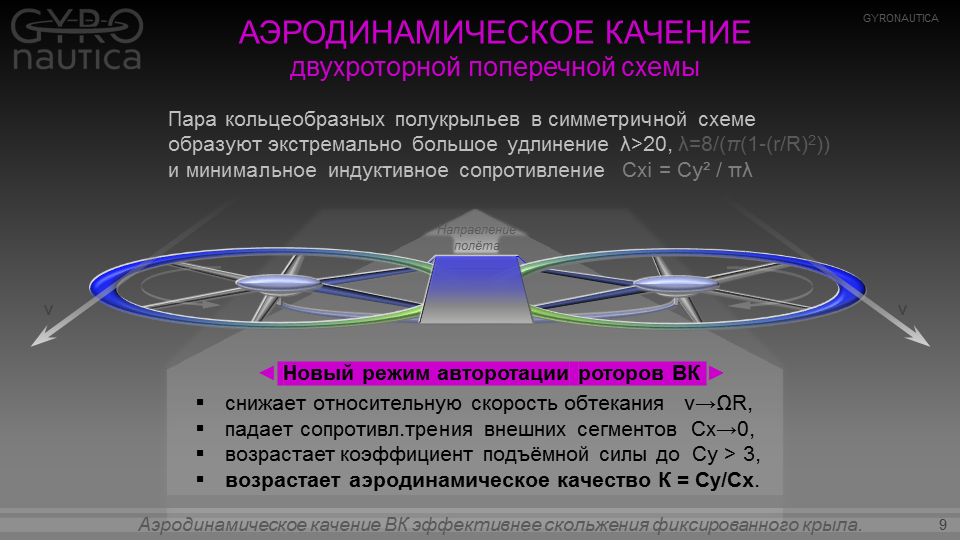 GYRO
nautica
GYRONAUTICA
АЭРОДИНАМИЧЕСКОЕ КАЧЕНИЕ
двухроторной поперечной схемы
Пара кольцеобразных полукрыльев в симметричной схеме
образуют экстремально большое удлинение λ>20, λ=8/(π(1-(r/R)²))
и минимальное индуктивное сопротивление Cxi = Cy² / πλ
Направление
полёта
v
v
◄ Новый режим авторотации роторов ВК ►
▪ снижает относительную скорость обтекания v→ΩR,
▪ падает сопротивл.трения внешних сегментов Cx→0,
▪ возрастает коэффициент подъёмной силы до Cy > 3,
▪ возрастает аэродинамическое качество К = Cy/Cx.
Аэродинамическое качение ВК эффективнее скольжения фиксированного крыла.
9